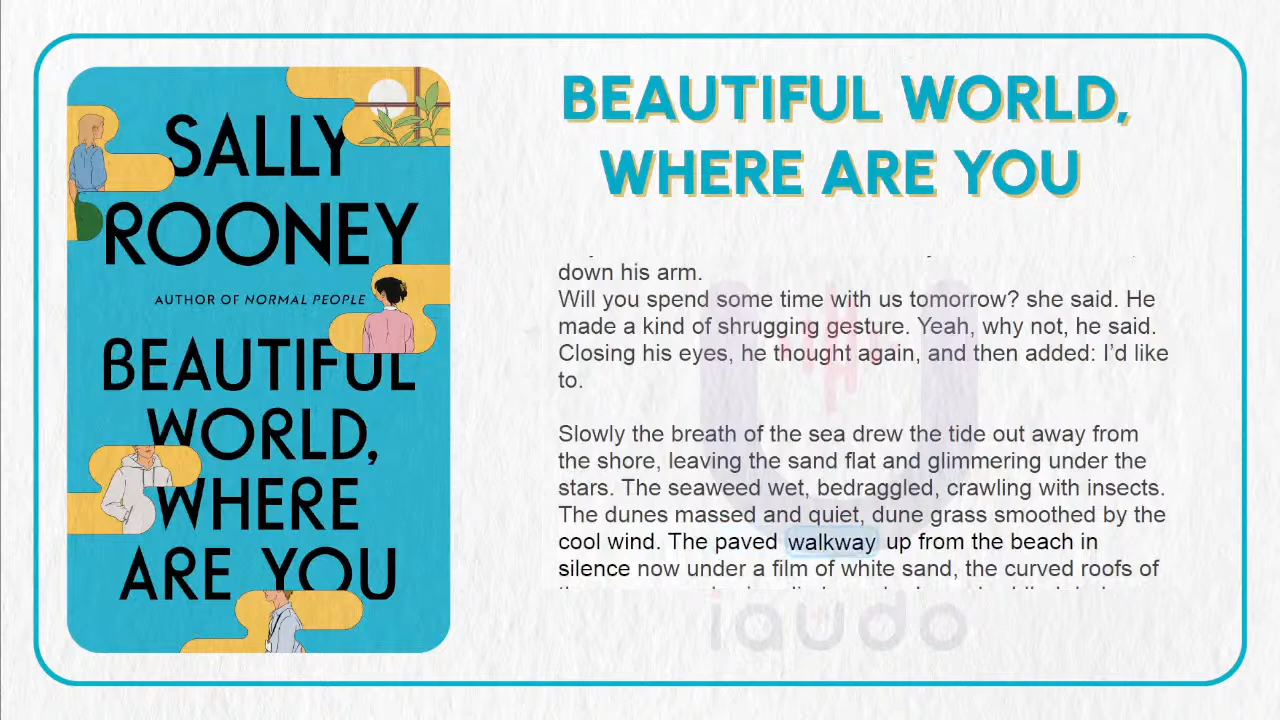 SALLY
ROONEY
AUTHOR OF NORMAL PEOPLE
BEAUTIFUL
WORLD,
WHERE
ARE YOU
BEAUTIFUL WORLD,
WHERE ARE YOU
down his arm.
Will you spend some time with us tomorrow? she said. He
made a kind of shrugging gesture. Yeah, why not, he said.
Closing his eyes, he thought again, and then added: I’d like
to.
Slowly the breath of the sea drew the tide out away from
the shore, leaving the sand flat and glimmering under the
stars. The seaweed wet, bedraggled, crawling with insects.
The dunes massed and quiet, dune grass smoothed by the
cool wind. The paved walkway up from the beach in
silence now under a film of white sand, the curved roofs of
iaudo